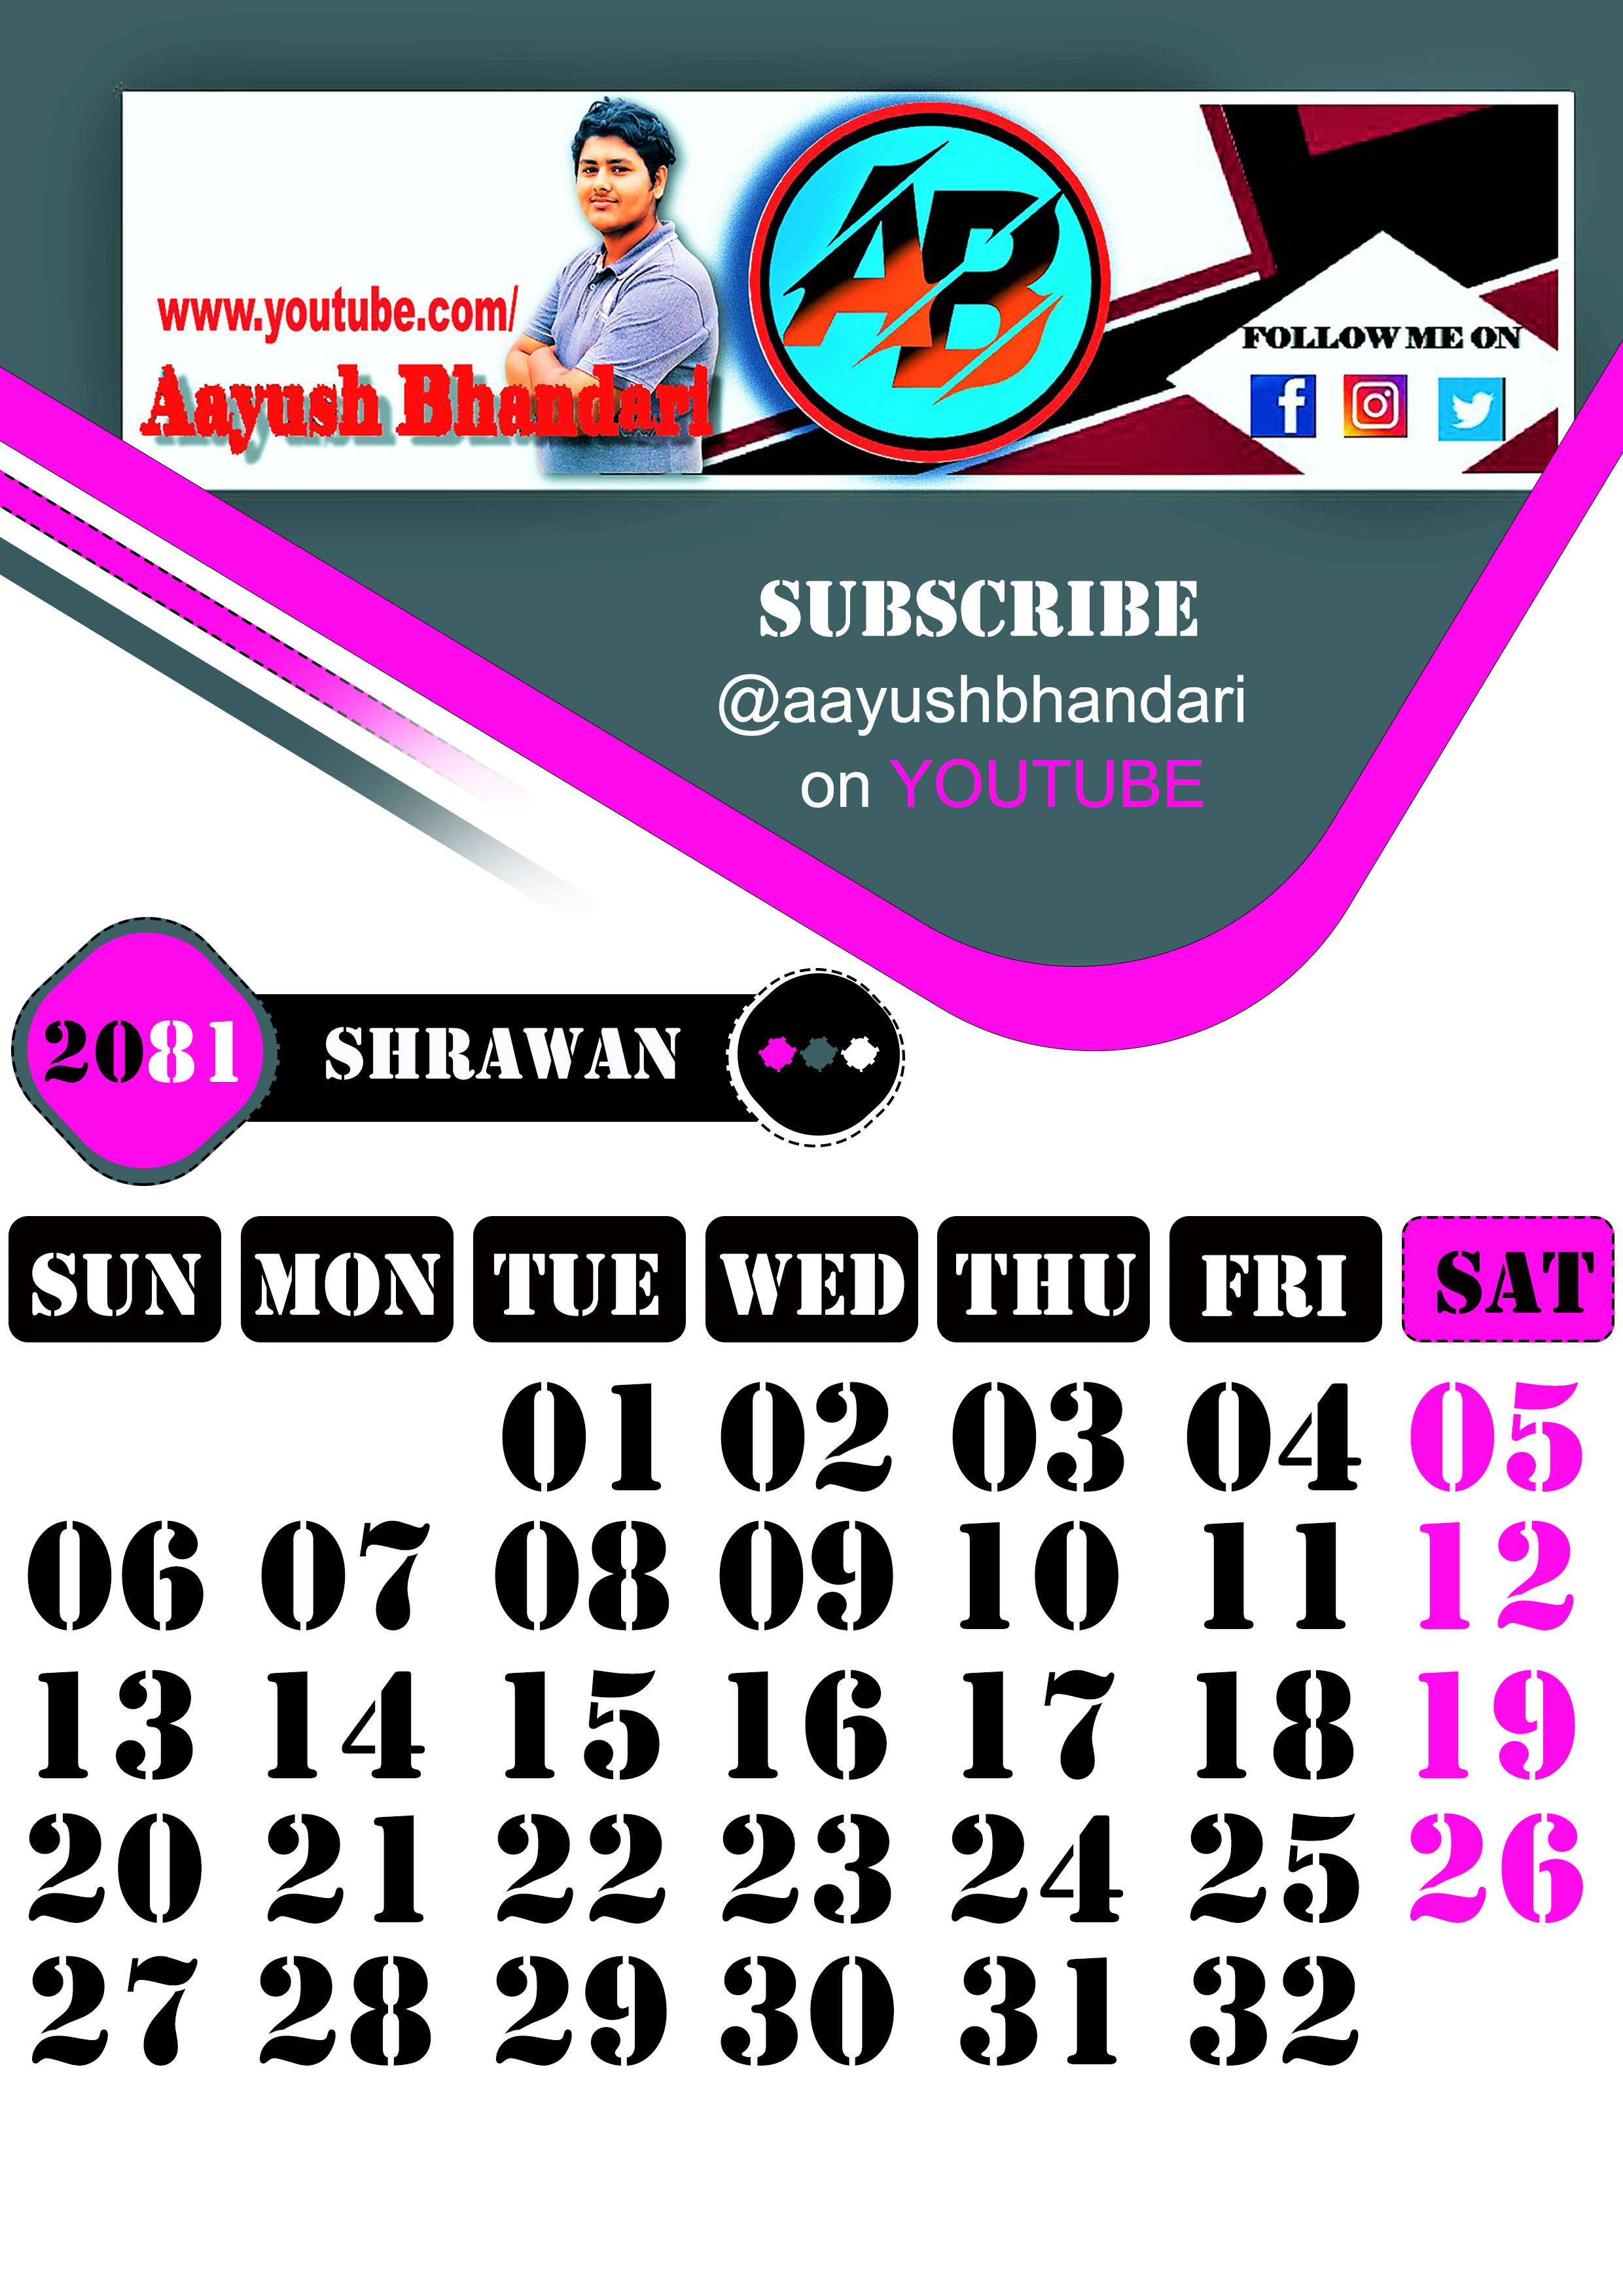 www.youtube.com/
Aayush Bhandari
AB
FOLLOW ME ON
SUBSCRIBE
@aayushbhandari
on YOUTUBE
2081 SHRAWAN
SUN MON TUE WED THU FRI SAT
01 02 03 04 05
06 07 08 09 10 11 12
13 14 15 16 17 18 19
20 21 22 23 24 25 26
27 28 29 30 31 32